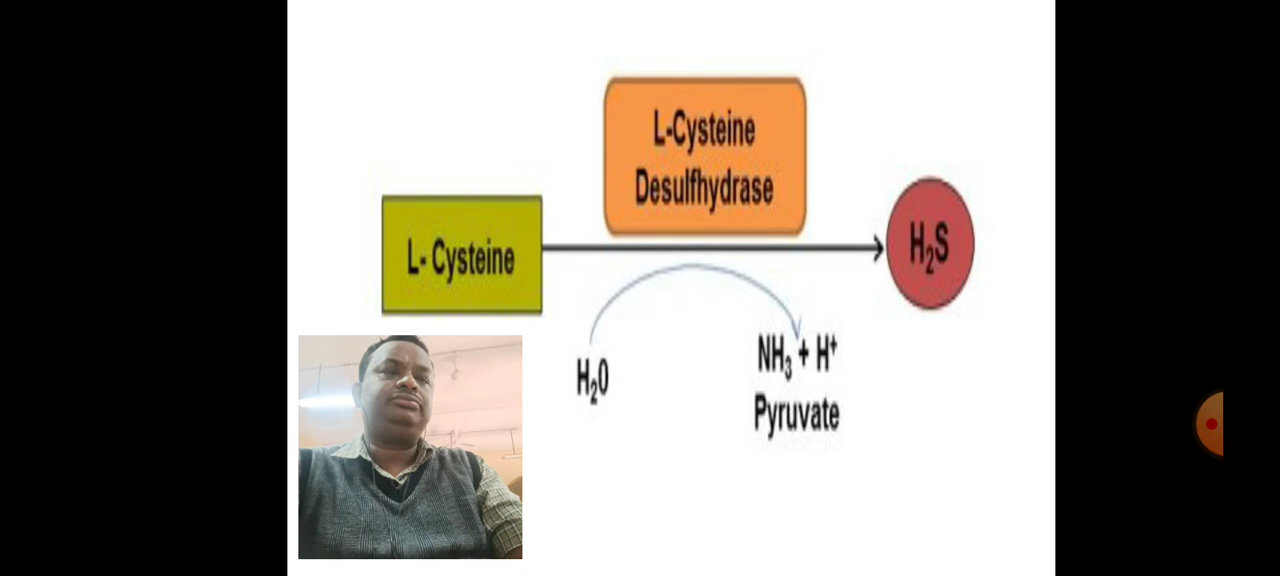 L-Cysteine
Desulfhydrase
L- Cysteine
H₂S
H₂0
NH₃ + H⁺
Pyruvate